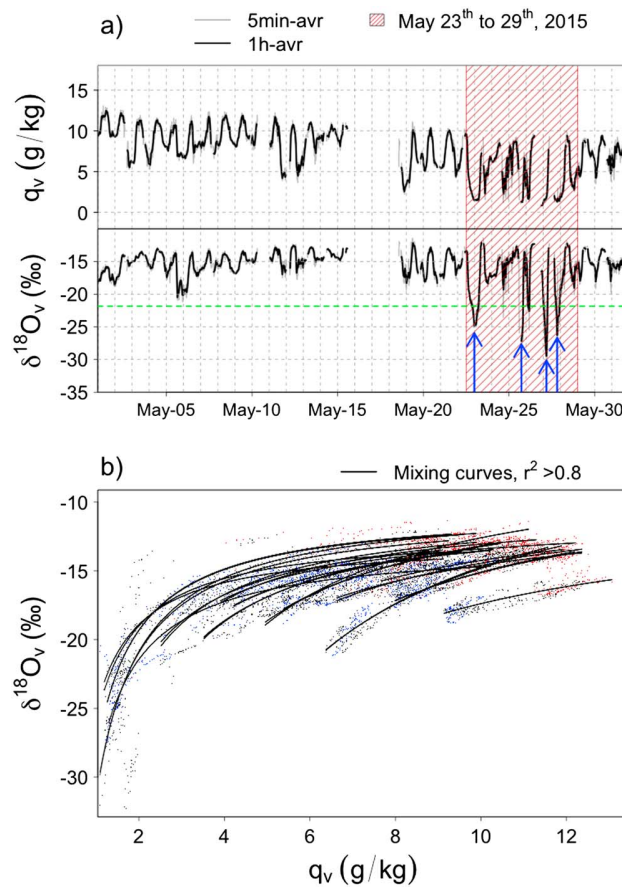 a)
5min-avr
1h-avr
May 23th to 29th, 2015
qv (g/kg)
15
10
5
0
δ18Ov (‰)
-15
-20
-25
-30
-35
May-05 May-10 May-15 May-20 May-25 May-30
b)
Mixing curves, r2 >0.8
δ18Ov (‰)
-10
-15
-20
-25
-30
2 4 6 8 10 12
qv (g/kg)